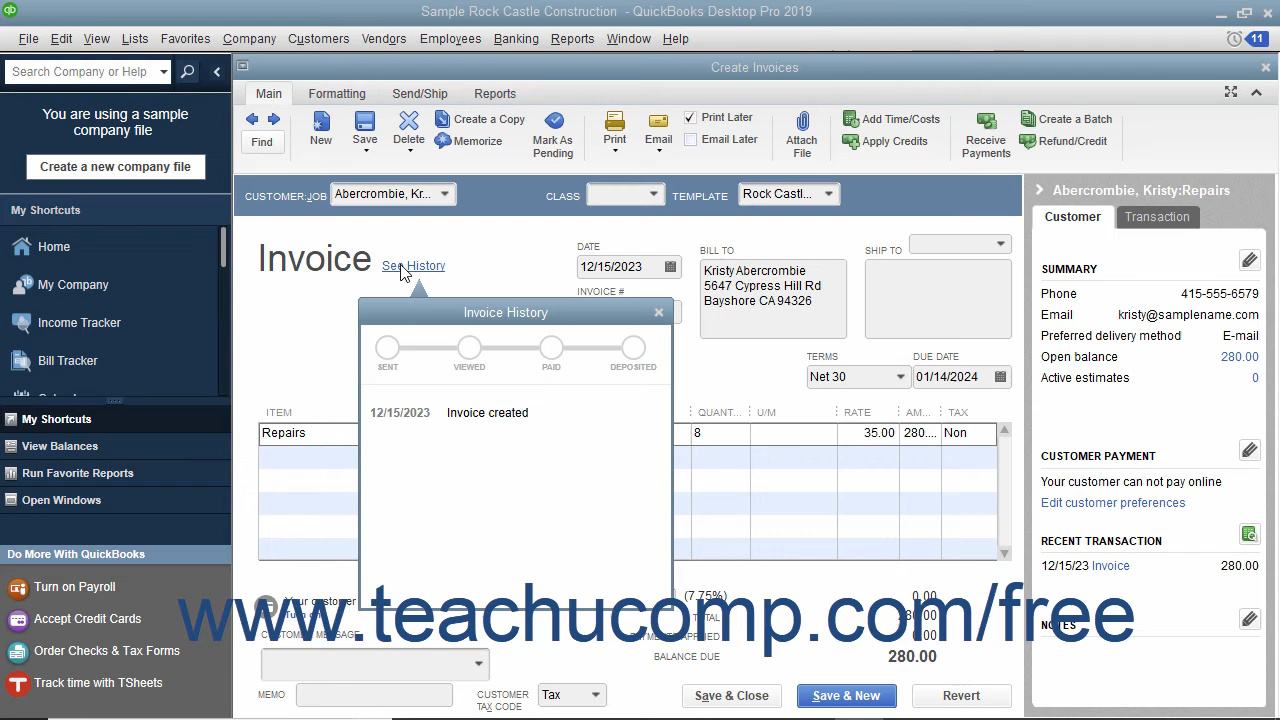 Sample Rock Castle Construction - QuickBooks Desktop Pro 2019
File Edit View Lists Favorites Company Customers Vendors Employees Banking Reports Window Help
11
Search Company or Help
Create Invoices
You are using a sample
company file
Create a new company file
My Shortcuts
Home
My Company
Income Tracker
Bill Tracker
My Shortcuts
View Balances
Run Favorite Reports
Open Windows
Do More With QuickBooks
Turn on Payroll
Accept Credit Cards
Order Checks & Tax Forms
Track time with TSheets
Main Formatting Send/Ship Reports
Find
New
Save
Delete
Create a Copy
Memorize
Mark As
Pending
Print
Email
Print Later
Email Later
Attach
File
Add Time/Costs
Apply Credits
Receive
Payments
Create a Batch
Refund/Credit
CUSTOMER:JOB Abercrombie, Kr... CLASS TEMPLATE Rock Castl...
Invoice See History
DATE
12/15/2023
INVOICE #
BILL TO
Kristy Abercrombie
5647 Cypress Hill Rd
Bayshore CA 94326
SHIP TO
TERMS
Net 30
DUE DATE
01/14/2024
Invoice History
SENT VIEWED PAID DEPOSITED
12/15/2023 Invoice created
ITEM QUANT... U/M RATE AM... TAX
Repairs 8 35.00 280.... Non
Your customer
(7.75%) 0.00
TOTAL 280.00
CUSTOMER MESSAGE
PAYMENTS APPLIED 0.00
BALANCE DUE 280.00
MEMO
CUSTOMER
TAX CODE
Tax
Save & Close
Save & New
Revert
Abercrombie, Kristy:Repairs
Customer Transaction
SUMMARY
Phone 415-555-6579
Email kristy@samplename.com
Preferred delivery method E-mail
Open balance 280.00
Active estimates 0
CUSTOMER PAYMENT
Your customer can not pay online
Edit customer preferences
RECENT TRANSACTION
12/15/23 Invoice 280.00
NOTES
www.teachucomp.com/free